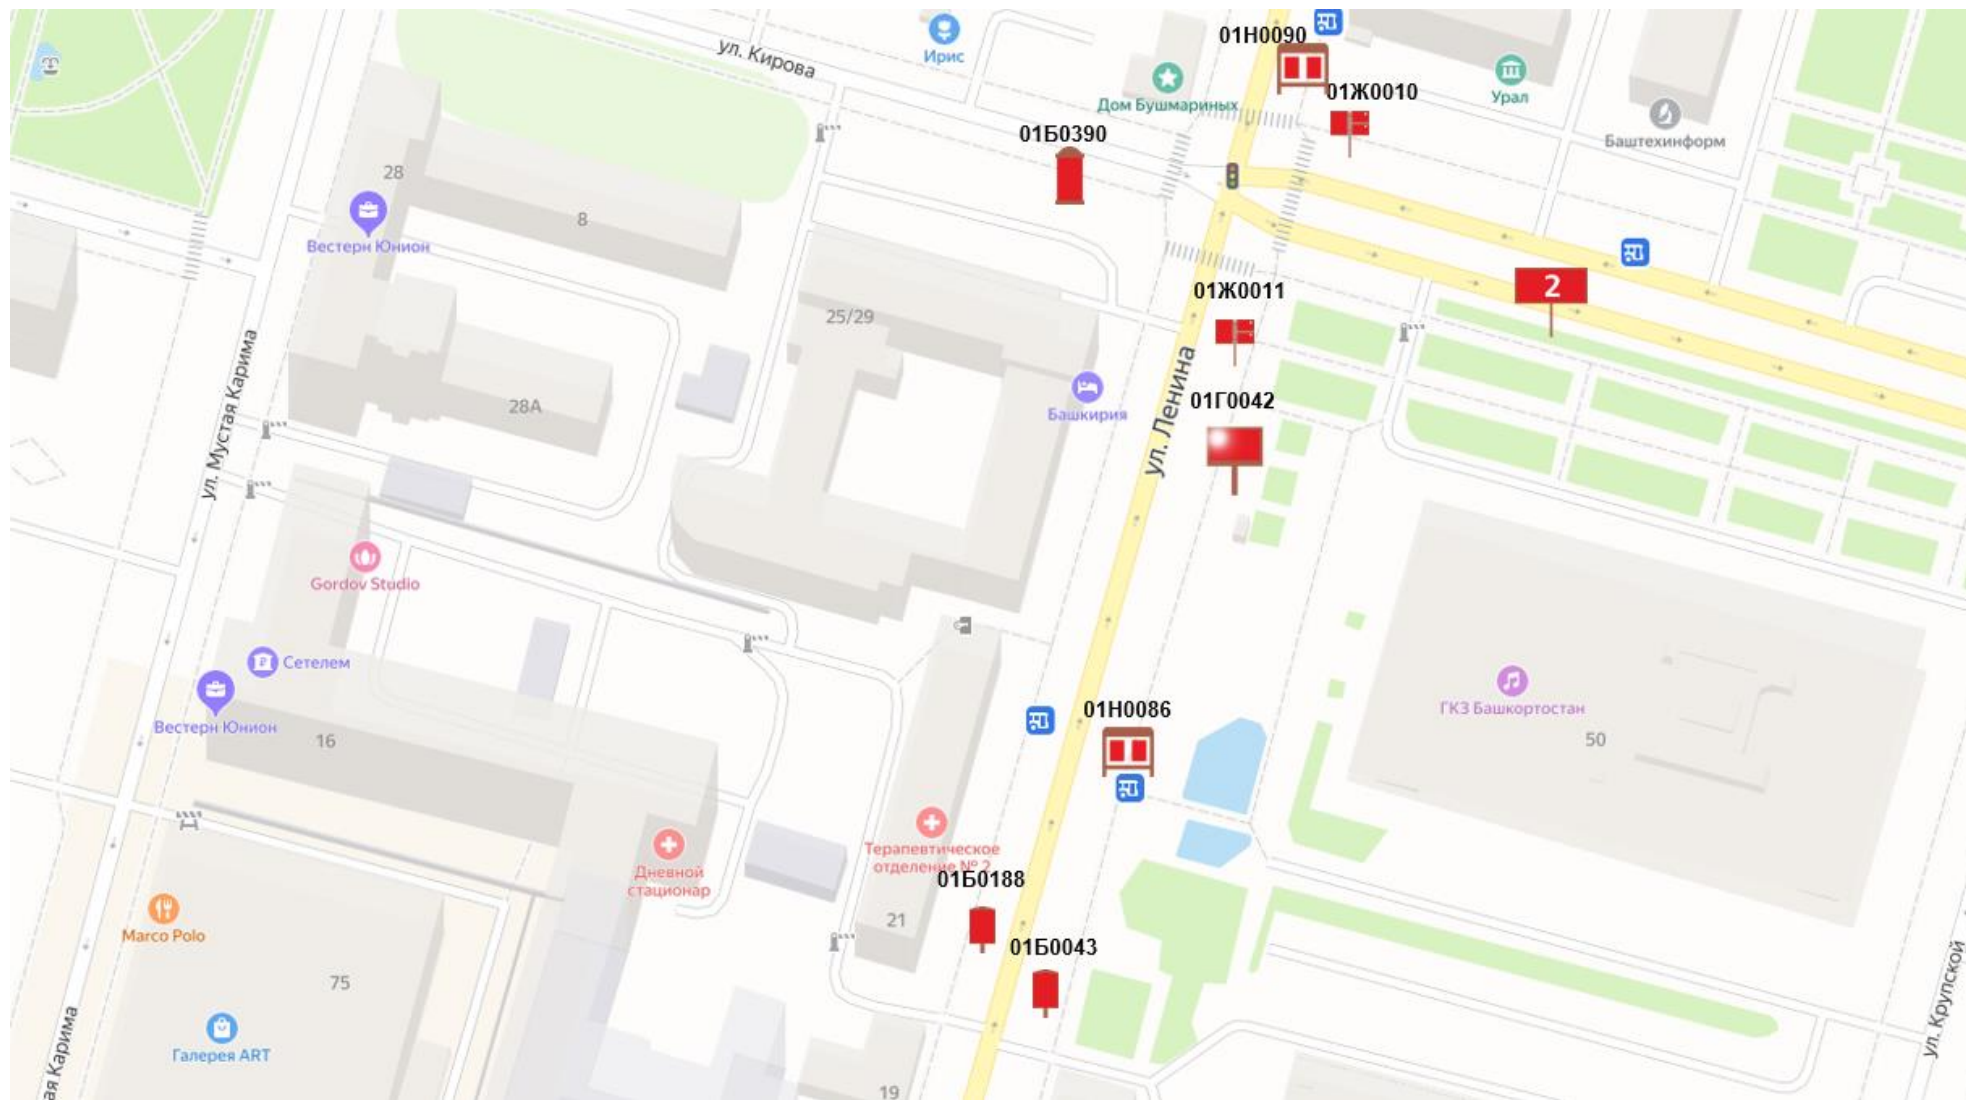 01Н0090
ул. Кирова
Ирис
01Ж0010
Урал
Дом Бушмариных
01Б0390
Баштехинформ
28
8
Вестерн Юнион
2
01Ж0011
25/29
ул. Мустая Карима
ул. Ленина
28А
Башкирия
01Г0042
Gordov Studio
Сетелем
Вестерн Юнион
ГКЗ Башкортостан
01Н0086
16
50
Терапевтическое
отделение № 2
Дневной
стационар
01Б0188
21
Marco Polo
01Б0043
75
ул. Крупской
Галерея ART
ая Карима
19